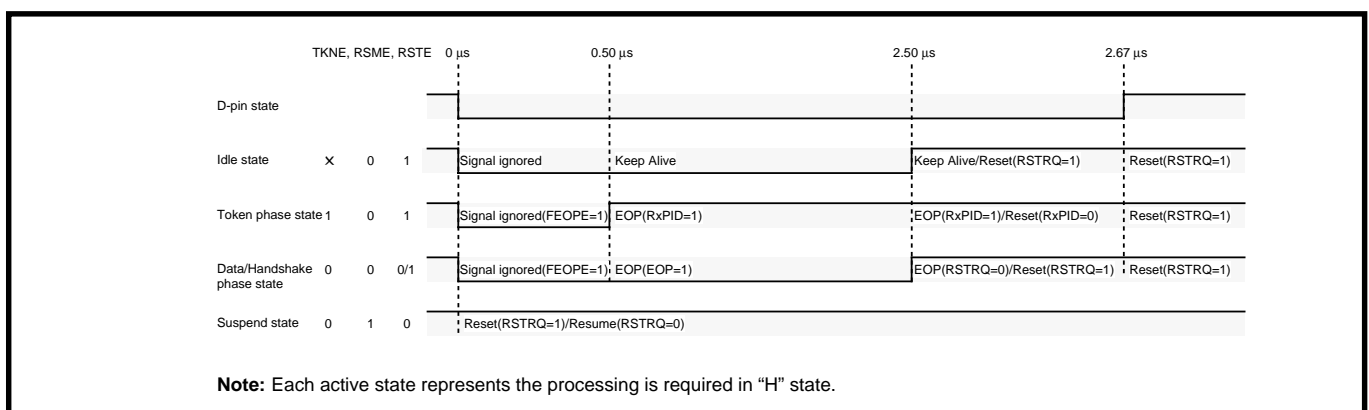 TKNE, RSME, RSTE 0 μs 0.50 μs 2.50 μs 2.67 μs
D-pin state
Idle state × 0 1 Signal ignored Keep Alive Keep Alive/Reset(RSTRQ=1) Reset(RSTRQ=1)
Token phase state 1 0 1 Signal ignored(FEOPE=1) EOP(RxPID=1) EOP(RxPID=1)/Reset(RxPID=0) Reset(RSTRQ=1)
Data/Handshake 0 0 0/1 Signal ignored(FEOPE=1) EOP(EOP=1) EOP(RSTRQ=0)/Reset(RSTRQ=1) Reset(RSTRQ=1)
phase state
Suspend state 0 1 0 Reset(RSTRQ=1)/Resume(RSTRQ=0)
Note: Each active state represents the processing is required in “H” state.